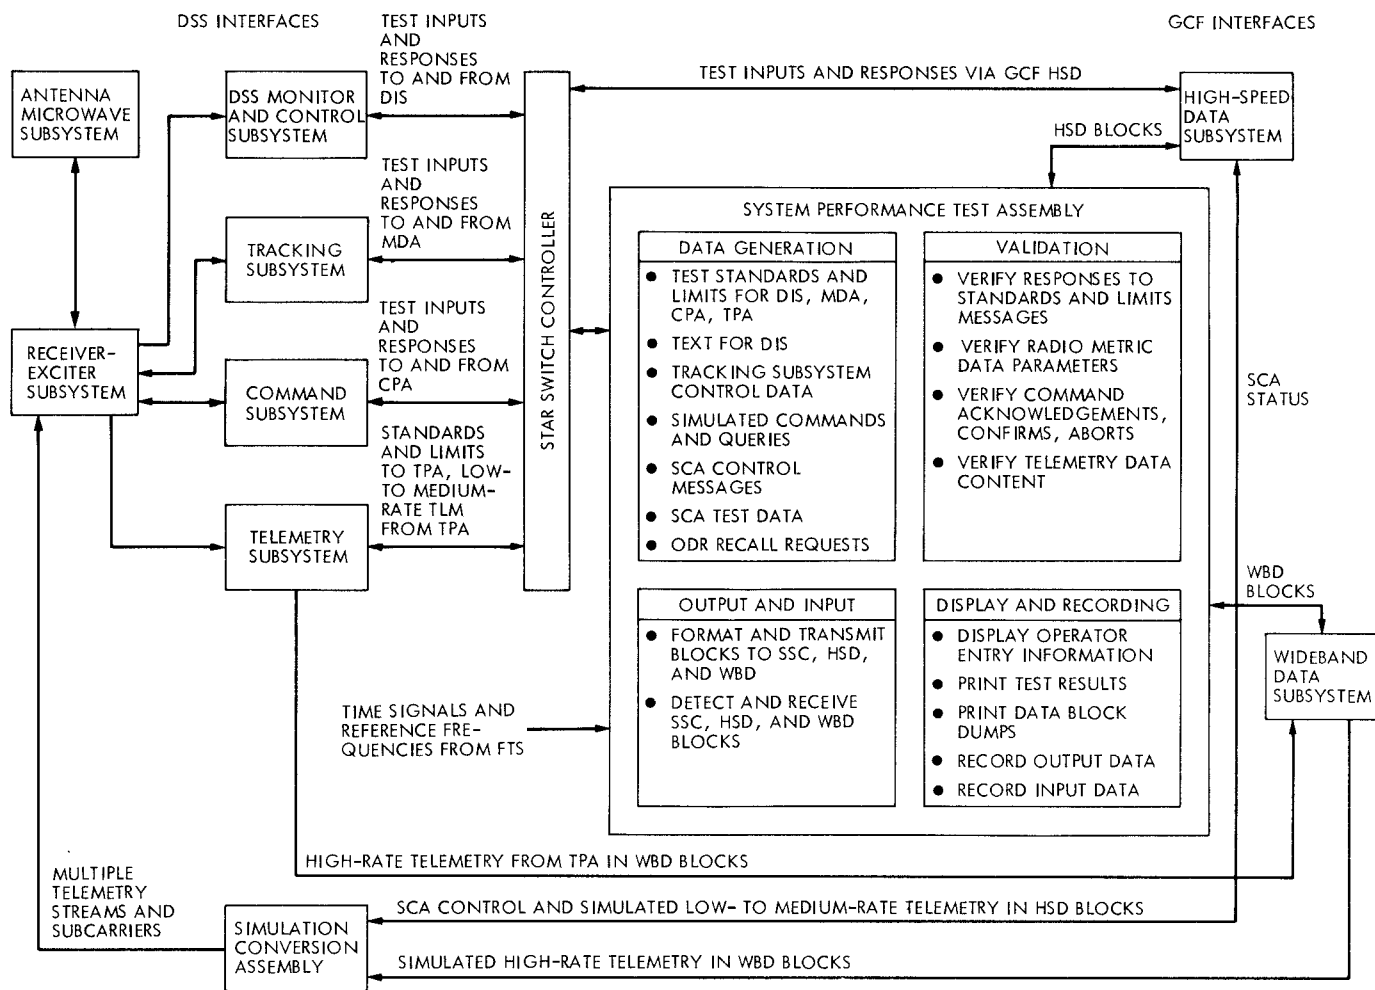 DSS INTERFACES
GCF INTERFACES
ANTENNA
MICROWAVE
SUBSYSTEM
DSS MONITOR
AND CONTROL
SUBSYSTEM
TEST INPUTS
AND
RESPONSES
TO AND FROM
DIS
TEST INPUTS AND RESPONSES VIA GCF HSD
HIGH-SPEED
DATA
SUBSYSTEM
HSD BLOCKS
TRACKING
SUBSYSTEM
TEST INPUTS
AND
RESPONSES
TO AND FROM
MDA
STAR SWITCH CONTROLLER
RECEIVER-
EXCITER
SUBSYSTEM
COMMAND
SUBSYSTEM
TEST INPUTS
AND
RESPONSES
TO AND FROM
CPA
TELEMETRY
SUBSYSTEM
STANDARDS
AND LIMITS
TO TPA, LOW-
TO MEDIUM-
RATE TLM
FROM TPA
SYSTEM PERFORMANCE TEST ASSEMBLY
DATA GENERATION
● TEST STANDARDS AND
LIMITS FOR DIS, MDA,
CPA, TPA
● TEXT FOR DIS
● TRACKING SUBSYSTEM
CONTROL DATA
● SIMULATED COMMANDS
AND QUERIES
● SCA CONTROL
MESSAGES
● SCA TEST DATA
● ODR RECALL REQUESTS
VALIDATION
● VERIFY RESPONSES TO
STANDARDS AND LIMITS
MESSAGES
● VERIFY RADIO METRIC
DATA PARAMETERS
● VERIFY COMMAND
ACKNOWLEDGEMENTS,
CONFIRMS, ABORTS
● VERIFY TELEMETRY DATA
CONTENT
SCA
STATUS
OUTPUT AND INPUT
● FORMAT AND TRANSMIT
BLOCKS TO SSC, HSD,
AND WBD
● DETECT AND RECEIVE
SSC, HSD, AND WBD
BLOCKS
DISPLAY AND RECORDING
● DISPLAY OPERATOR
ENTRY INFORMATION
● PRINT TEST RESULTS
● PRINT DATA BLOCK
DUMPS
● RECORD OUTPUT DATA
● RECORD INPUT DATA
WBD
BLOCKS
WIDEBAND
DATA
SUBSYSTEM
TIME SIGNALS AND
REFERENCE FRE-
QUENCIES FROM FTS
HIGH-RATE TELEMETRY FROM TPA IN WBD BLOCKS
MULTIPLE
TELEMETRY
STREAMS AND
SUBCARRIERS
SIMULATION
CONVERSION
ASSEMBLY
SCA CONTROL AND SIMULATED LOW- TO MEDIUM-RATE TELEMETRY IN HSD BLOCKS
SIMULATED HIGH-RATE TELEMETRY IN WBD BLOCKS